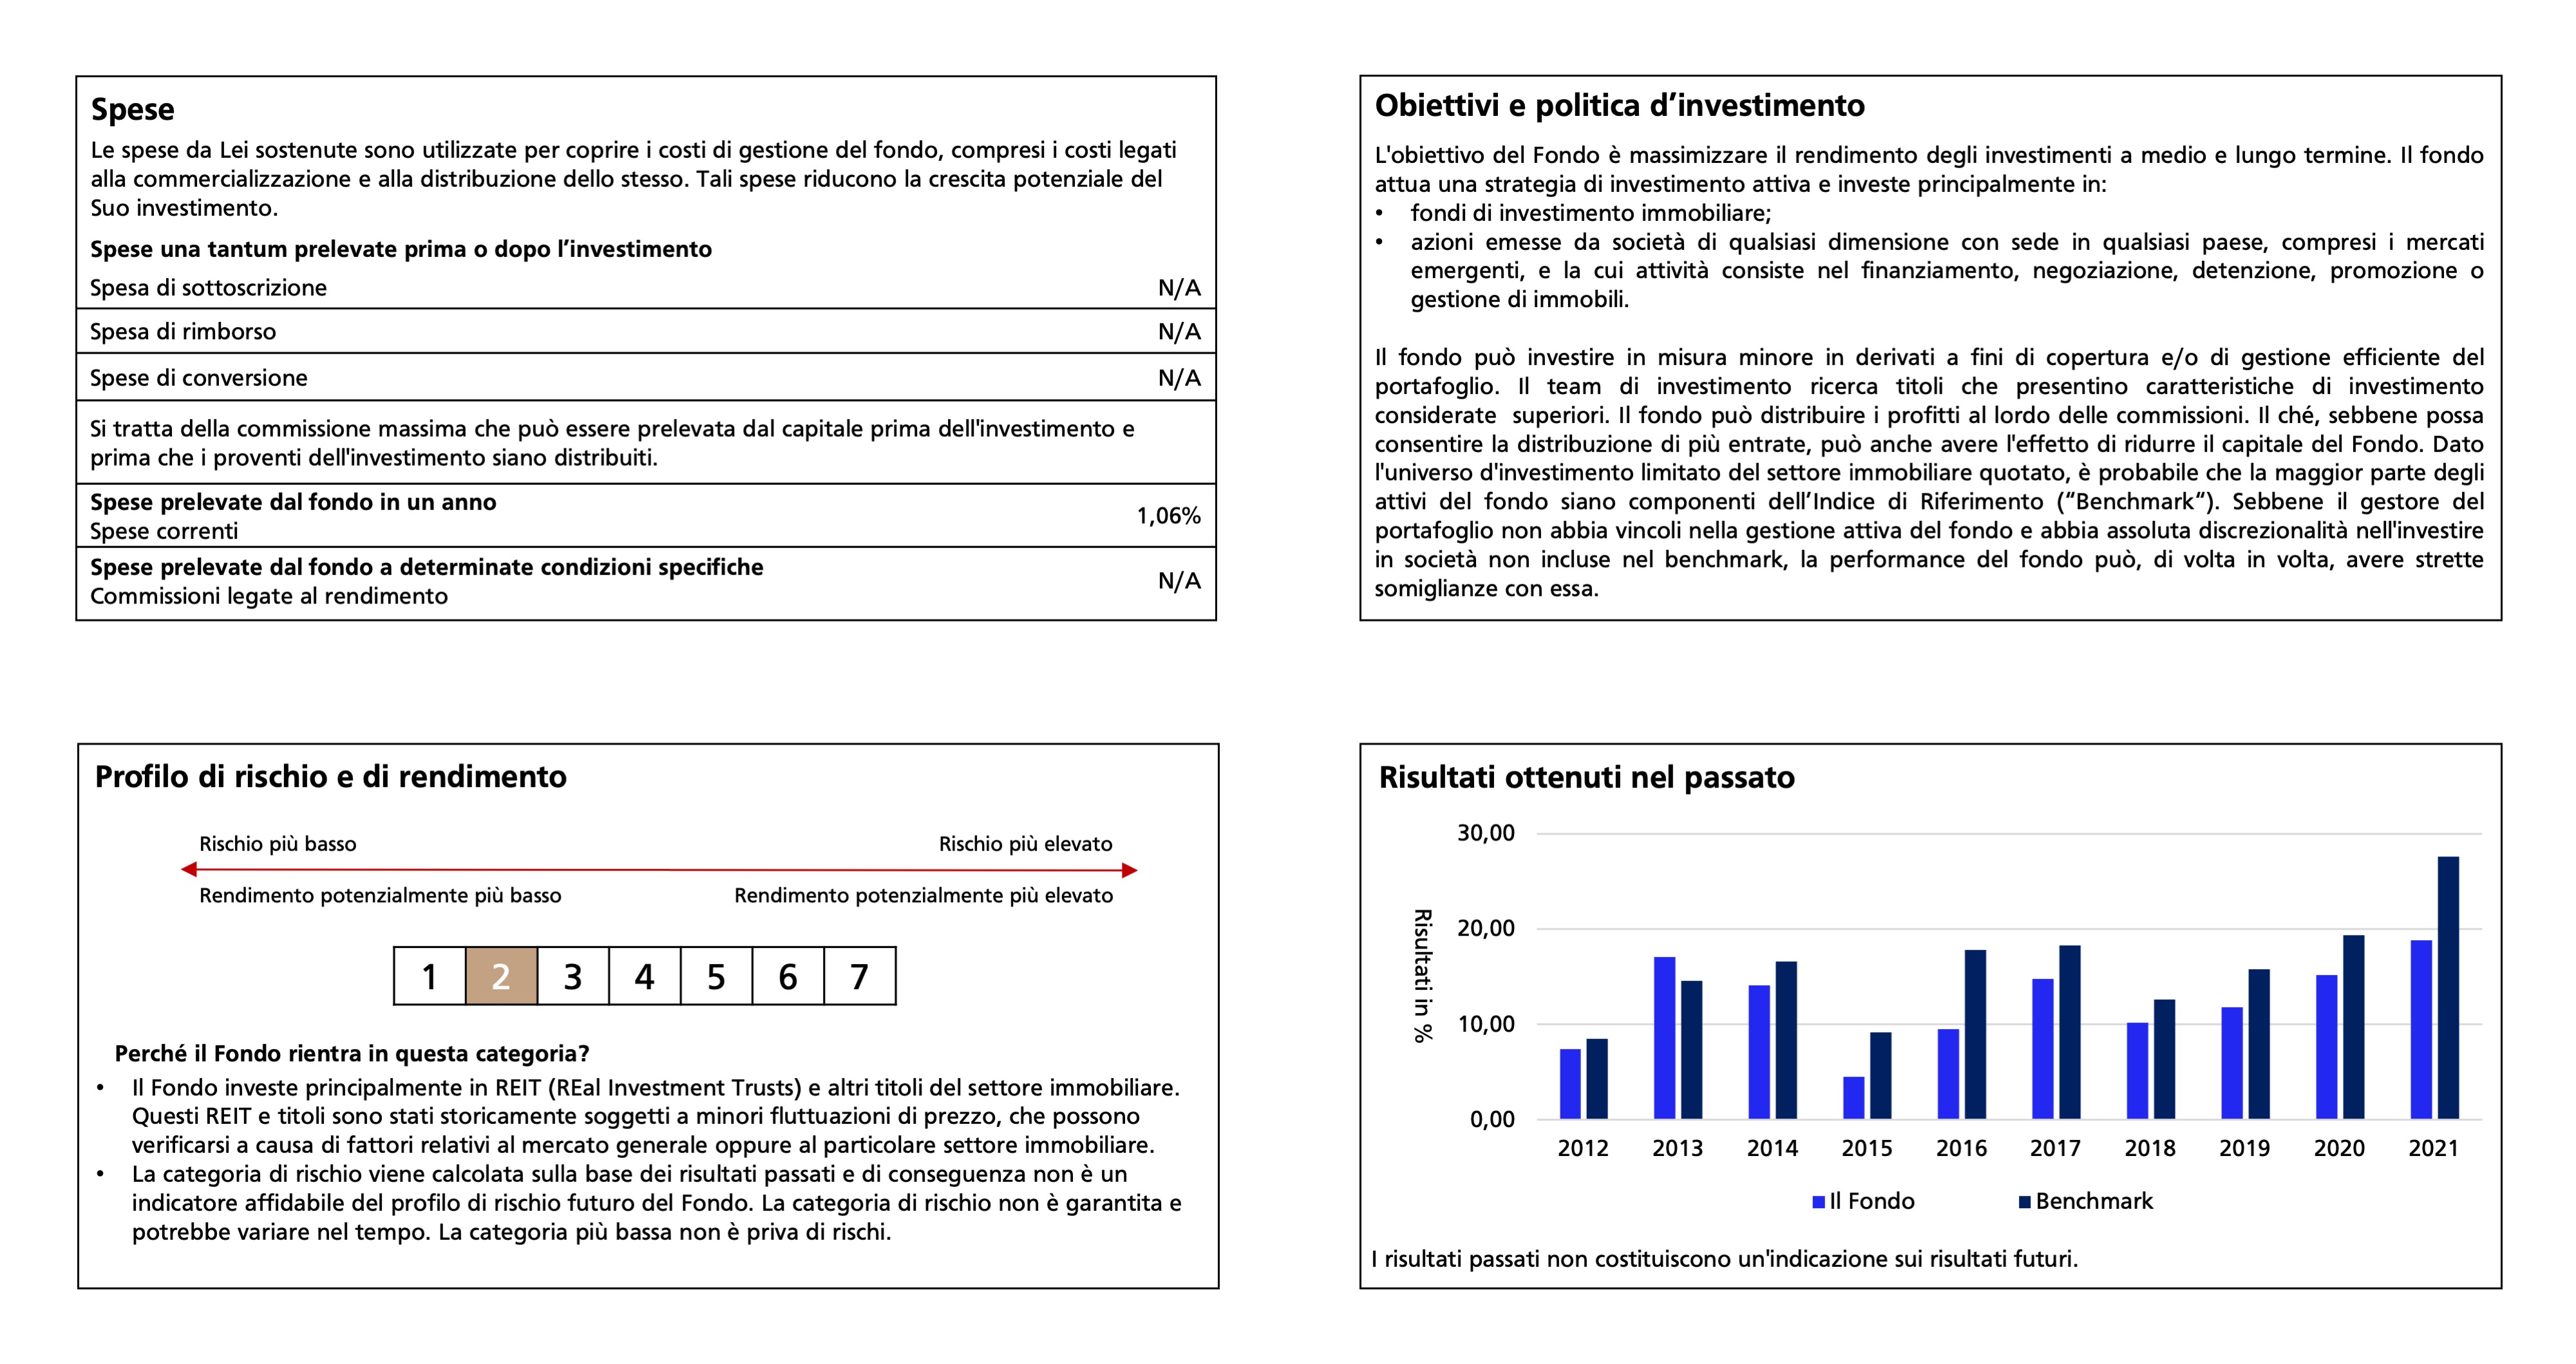 Spese
Le spese da Lei sostenute sono utilizzate per coprire i costi di gestione del fondo, compresi i costi legati
alla commercializzazione e alla distribuzione dello stesso. Tali spese riducono la crescita potenziale del
Suo investimento.
Spese una tantum prelevate prima o dopo l’investimento
Spesa di sottoscrizione N/A
Spesa di rimborso N/A
Spese di conversione N/A
Si tratta della commissione massima che può essere prelevata dal capitale prima dell'investimento e
prima che i proventi dell'investimento siano distribuiti.
Spese prelevate dal fondo in un anno
Spese correnti
1,06%
Spese prelevate dal fondo a determinate condizioni specifiche
Commissioni legate al rendimento
N/A
Obiettivi e politica d’investimento
L'obiettivo del Fondo è massimizzare il rendimento degli investimenti a medio e lungo termine. Il fondo
attua una strategia di investimento attiva e investe principalmente in:
• fondi di investimento immobiliare;
• azioni emesse da società di qualsiasi dimensione con sede in qualsiasi paese, compresi i mercati
emergenti, e la cui attività consiste nel finanziamento, negoziazione, detenzione, promozione o
gestione di immobili.
Il fondo può investire in misura minore in derivati a fini di copertura e/o di gestione efficiente del
portafoglio. Il team di investimento ricerca titoli che presentino caratteristiche di investimento
considerate superiori. Il fondo può distribuire i profitti al lordo delle commissioni. Il ché, sebbene possa
consentire la distribuzione di più entrate, può anche avere l'effetto di ridurre il capitale del Fondo. Dato
l'universo d'investimento limitato del settore immobiliare quotato, è probabile che la maggior parte degli
attivi del fondo siano componenti dell’Indice di Riferimento (“Benchmark“). Sebbene il gestore del
portafoglio non abbia vincoli nella gestione attiva del fondo e abbia assoluta discrezionalità nell'investire
in società non incluse nel benchmark, la performance del fondo può, di volta in volta, avere strette
somiglianze con essa.
Profilo di rischio e di rendimento
Rischio più basso Rischio più elevato
Rendimento potenzialmente più basso Rendimento potenzialmente più elevato
1 2 3 4 5 6 7
Perché il Fondo rientra in questa categoria?
• Il Fondo investe principalmente in REIT (REal Investment Trusts) e altri titoli del settore immobiliare.
Questi REIT e titoli sono stati storicamente soggetti a minori fluttuazioni di prezzo, che possono
verificarsi a causa di fattori relativi al mercato generale oppure al particolare settore immobiliare.
• La categoria di rischio viene calcolata sulla base dei risultati passati e di conseguenza non è un
indicatore affidabile del profilo di rischio futuro del Fondo. La categoria di rischio non è garantita e
potrebbe variare nel tempo. La categoria più bassa non è priva di rischi.
Risultati ottenuti nel passato
Risultati in %
30,00
20,00
10,00
0,00
2012 2013 2014 2015 2016 2017 2018 2019 2020 2021
Il Fondo Benchmark
I risultati passati non costituiscono un'indicazione sui risultati futuri.